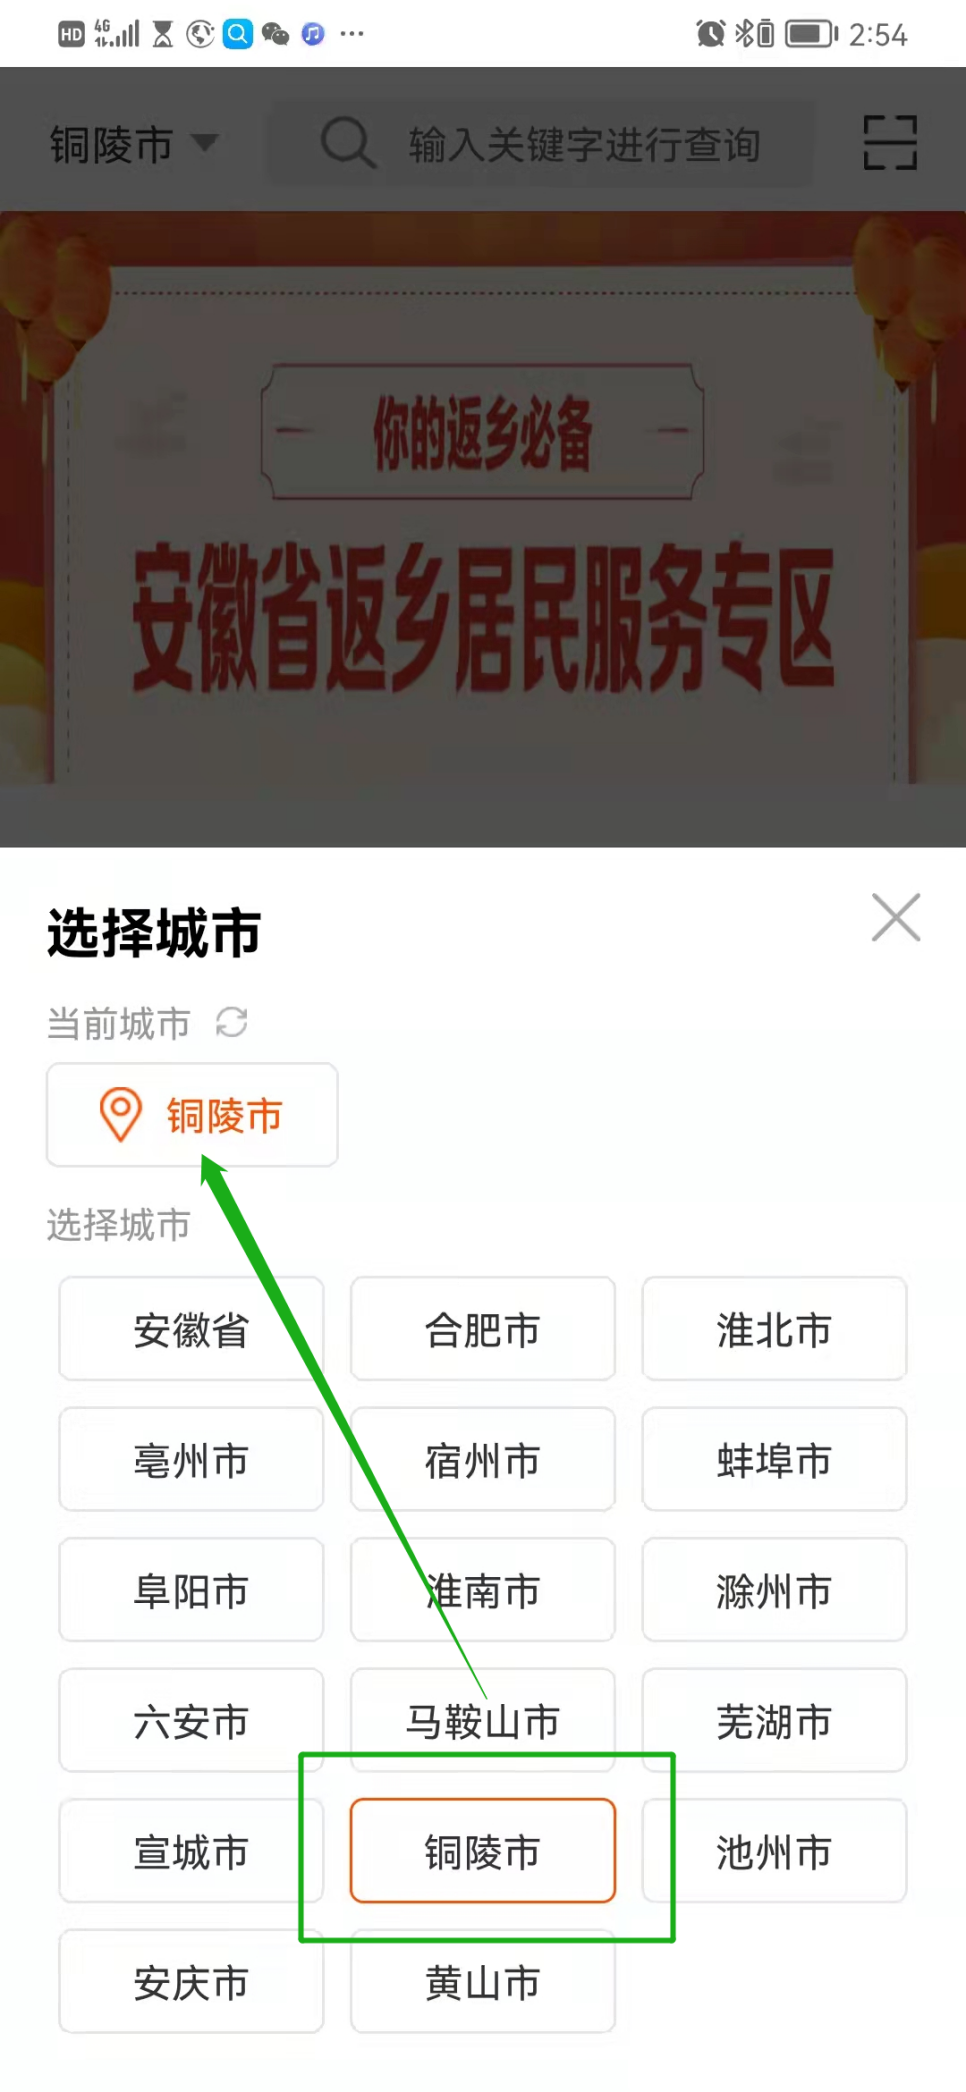 HD 4G 2:54
铜陵市 输入关键字进行查询
你的返乡必备
安徽省返乡居民服务专区
选择城市
当前城市
铜陵市
选择城市
安徽省 合肥市 淮北市
亳州市 宿州市 蚌埠市
阜阳市 淮南市 滁州市
六安市 马鞍山市 芜湖市
宣城市 铜陵市 池州市
安庆市 黄山市